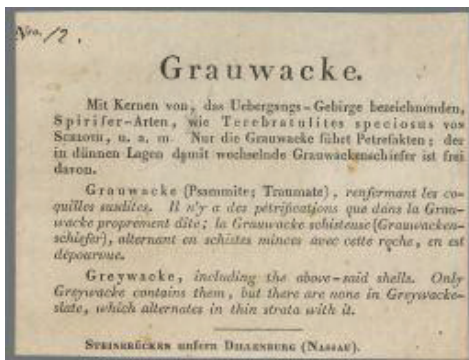 Nro. 12.
Grauwacke.
Mit Kernen von, das Uebergangs-Gebirge bezeichnenden,
Spirifer-Arten, wie Terebratulites speciosus von
Schloth, u. a. m. Nur die Grauwacke führt Petrefakten; der
in dünnen Lagen damit wechselnde Grauwackenschiefer ist frei
davon.
Grauwacke (Psammite; Traumate), renfermant les co-
quilles susdites. Il n'y a des pétrifications que dans la Grau-
wacke proprement dite; la Grauwacke schisteuse (Grauwacken-
schiefer), alternant en schistes minces avec cette roche, en est
dépourvue.
Greywacke, including the above-said shells. Only
Greywacke contains them, but there are none in Greywacke-
slate, which alternates in thin strata with it.
Steinbrücken unfern Dillenburg (Nassau).